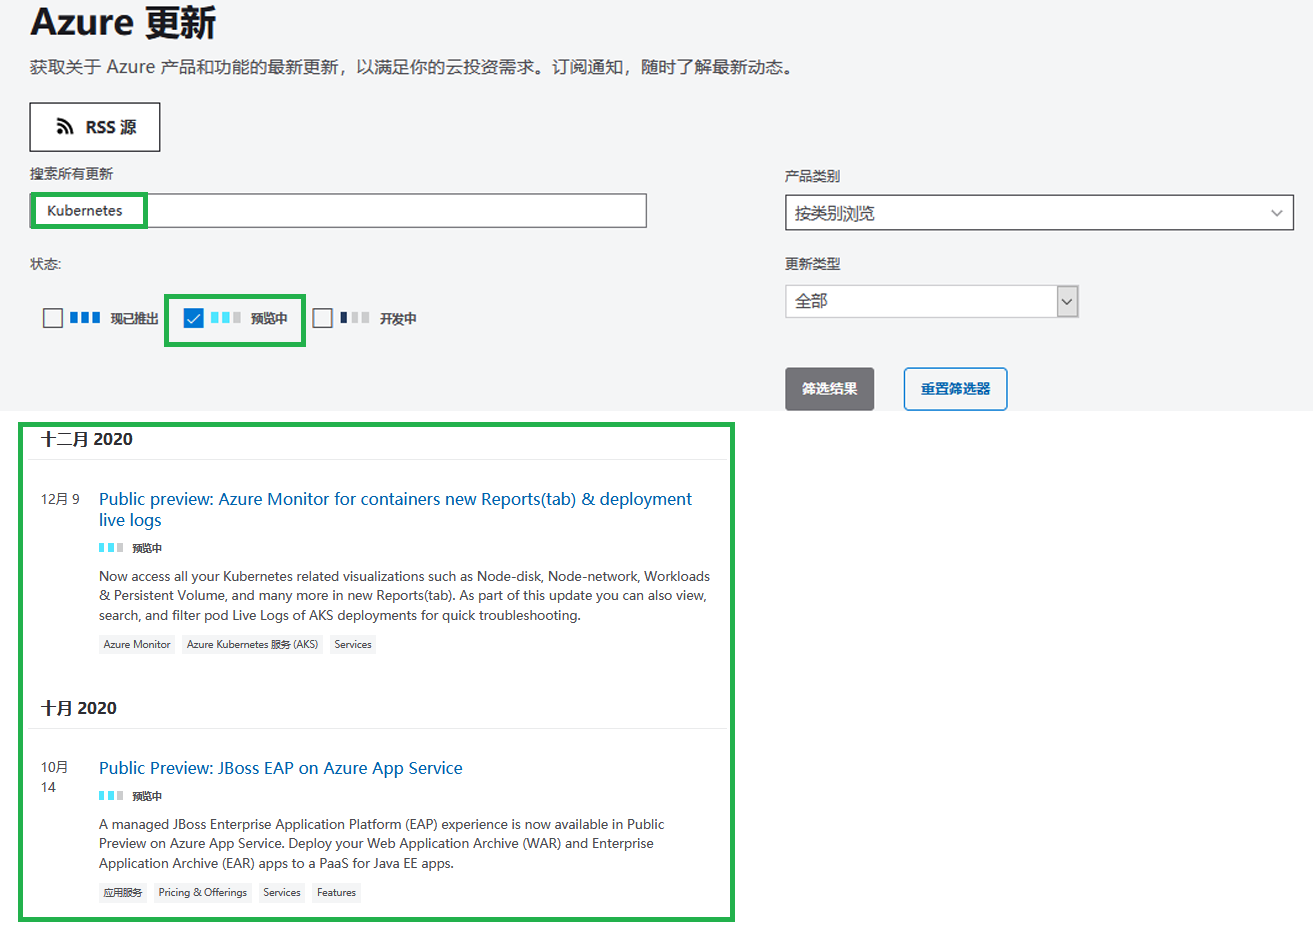 Azure 更新
获取关于 Azure 产品和功能的最新更新，以满足你的云投资需求。订阅通知，随时了解最新动态。
RSS 源
搜索所有更新
Kubernetes
产品类别
按类别浏览
状态:
现已推出
预览中
开发中
更新类型
全部
筛选结果
重置筛选器
十二月 2020
12月 9
Public preview: Azure Monitor for containers new Reports(tab) & deployment
live logs
预览中
Now access all your Kubernetes related visualizations such as Node-disk, Node-network, Workloads
& Persistent Volume, and many more in new Reports(tab). As part of this update you can also view,
search, and filter pod Live Logs of AKS deployments for quick troubleshooting.
Azure Monitor Azure Kubernetes 服务 (AKS) Services
十月 2020
10月
14
Public Preview: JBoss EAP on Azure App Service
预览中
A managed JBoss Enterprise Application Platform (EAP) experience is now available in Public
Preview on Azure App Service. Deploy your Web Application Archive (WAR) and Enterprise
Application Archive (EAR) apps to a PaaS for Java EE apps.
应用服务 Pricing & Offerings Services Features